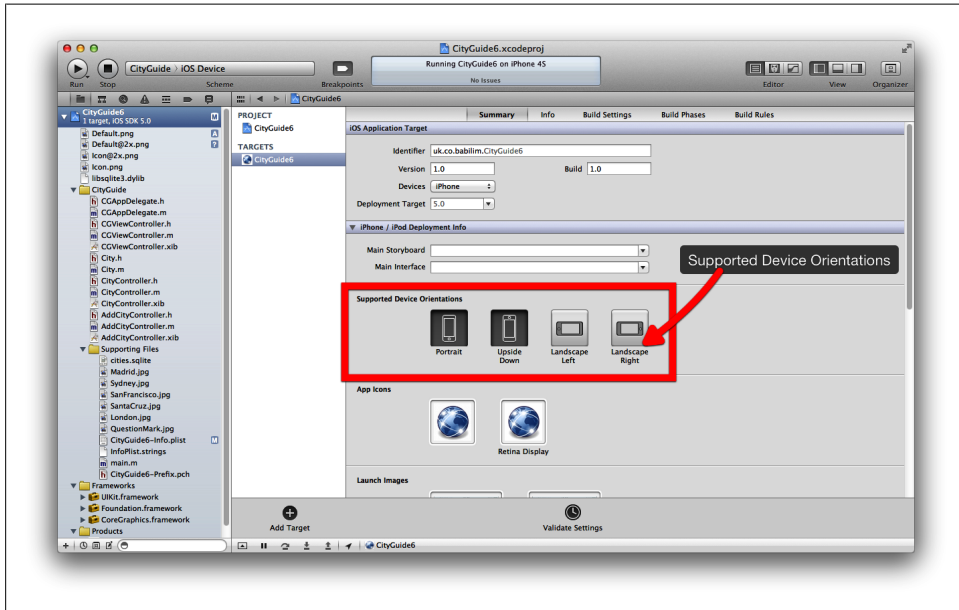 CityGuide6.xcodeproj
CityGuide › iOS Device
Running CityGuide6 on iPhone 4S
No Issues
Run
Stop
Scheme
Breakpoints
Editor
View
Organizer
CityGuide6
CityGuide6
1 target, iOS SDK 5.0
M
Default.png
A
Default@2x.png
?
Icon@2x.png
Icon.png
libsqlite3.dylib
CityGuide
h CGAppDelegate.h
m CGAppDelegate.m
h CGViewController.h
m CGViewController.m
CGViewController.xib
h City.h
m City.m
h CityController.h
m CityController.m
CityController.xib
h AddCityController.h
m AddCityController.m
AddCityController.xib
Supporting Files
cities.sqlite
Madrid.jpg
Sydney.jpg
SanFrancisco.jpg
SantaCruz.jpg
London.jpg
QuestionMark.jpg
CityGuide6-Info.plist
M
InfoPlist.strings
m main.m
h CityGuide6-Prefix.pch
Frameworks
UIKit.framework
Foundation.framework
CoreGraphics.framework
Products
PROJECT
CityGuide6
TARGETS
CityGuide6
Summary
Info
Build Settings
Build Phases
Build Rules
iOS Application Target
Identifier uk.co.babilim.CityGuide6
Version 1.0
Build 1.0
Devices iPhone
Deployment Target 5.0
iPhone / iPod Deployment Info
Main Storyboard
Main Interface
Supported Device Orientations
Supported Device Orientations
Portrait
Upside
Down
Landscape
Left
Landscape
Right
App Icons
Retina Display
Launch Images
Add Target
Validate Settings
CityGuide6